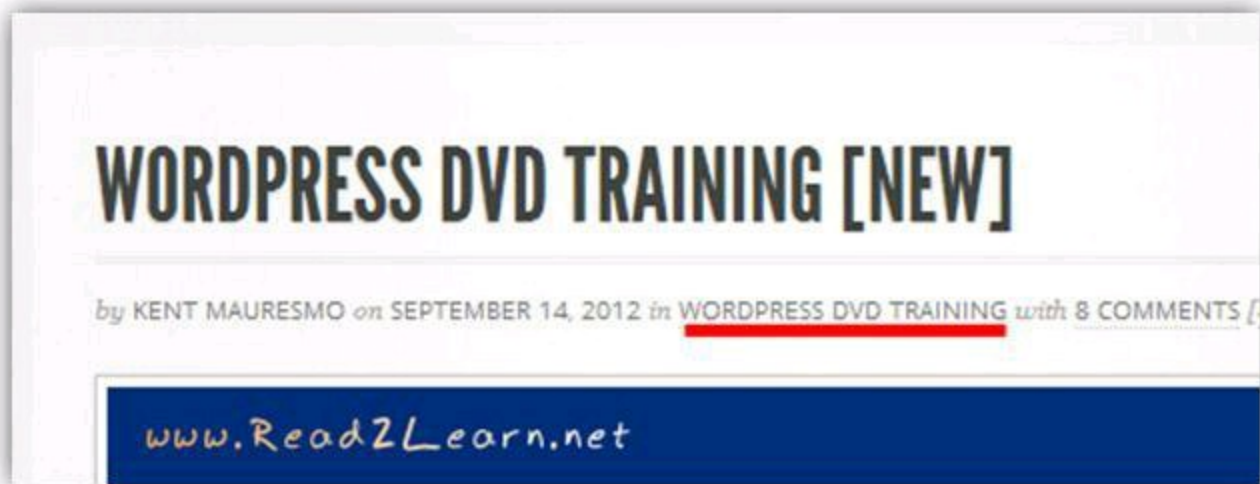 WORDPRESS DVD TRAINING [NEW]
by KENT MAURESMO on SEPTEMBER 14, 2012 in WORDPRESS DVD TRAINING with 8 COMMENTS [
www.Read2Learn.net